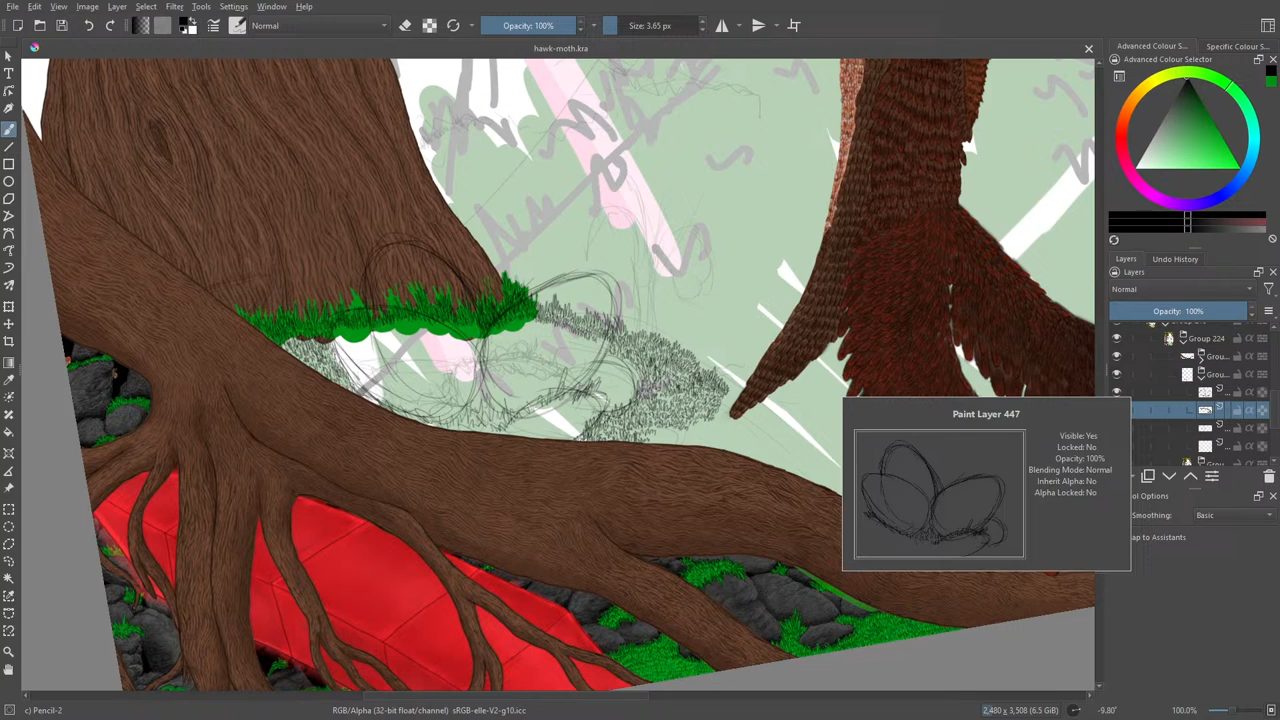 File Edit View Image Layer Select Filter Tools Settings Window Help
Normal Opacity: 100% Size: 3.65 px
hawk-moth.kra
Advanced Colour S... Specific Colour S...
Advanced Colour Selector
Layers Undo History
Layers
Normal
Opacity: 100%
Group 224
Grou...
Grou...
Paint Layer 447
Visible: Yes
Locked: No
Opacity: 100%
Blending Mode: Normal
Inherit Alpha: No
Alpha Locked: No
ol Options
Smoothing: Basic
ap to Assistants
c) Pencil-2 RGB/Alpha (32-bit float/channel) sRGB-elle-V2-g10.icc 2,480 x 3,508 (6.5 GiB) -9.80° 100.0%